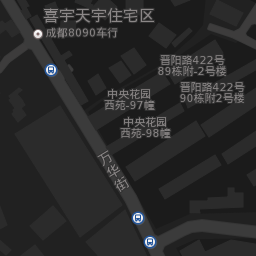 喜宇天宇住宅区
成都8090车行
晋阳路422号
89栋附-2号楼
晋阳路422号
90栋附2号楼
中央花园
西苑-97幢
中央花园
西苑-98幢
万华街